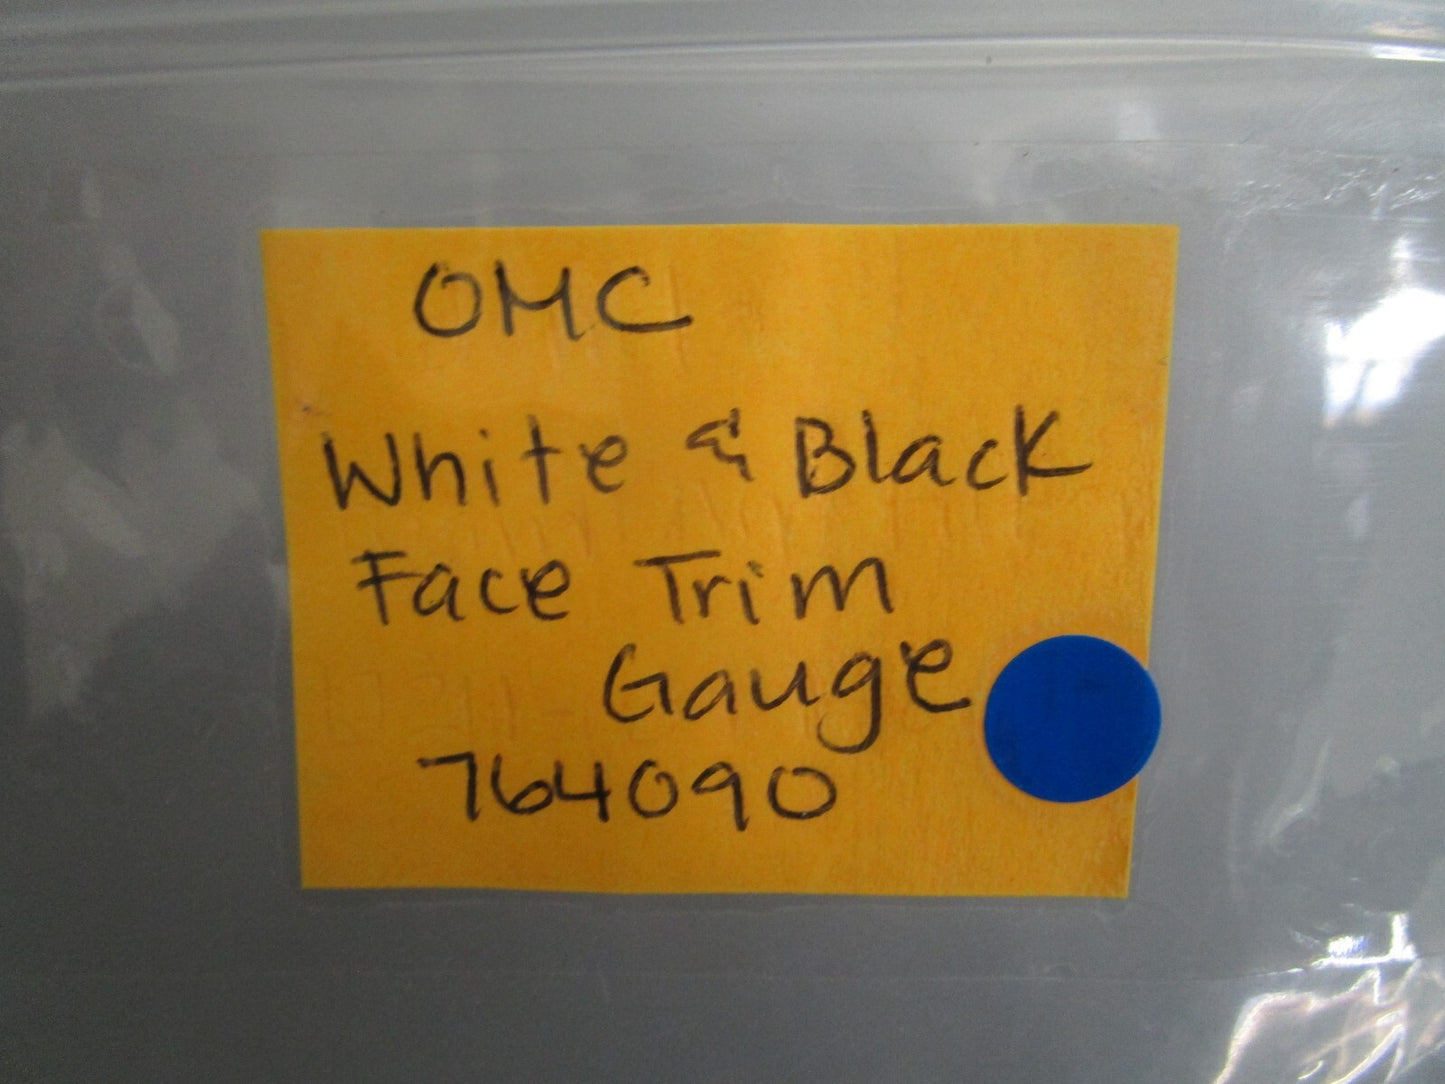 OMC
White & Black
Face Trim
Gauge
764090